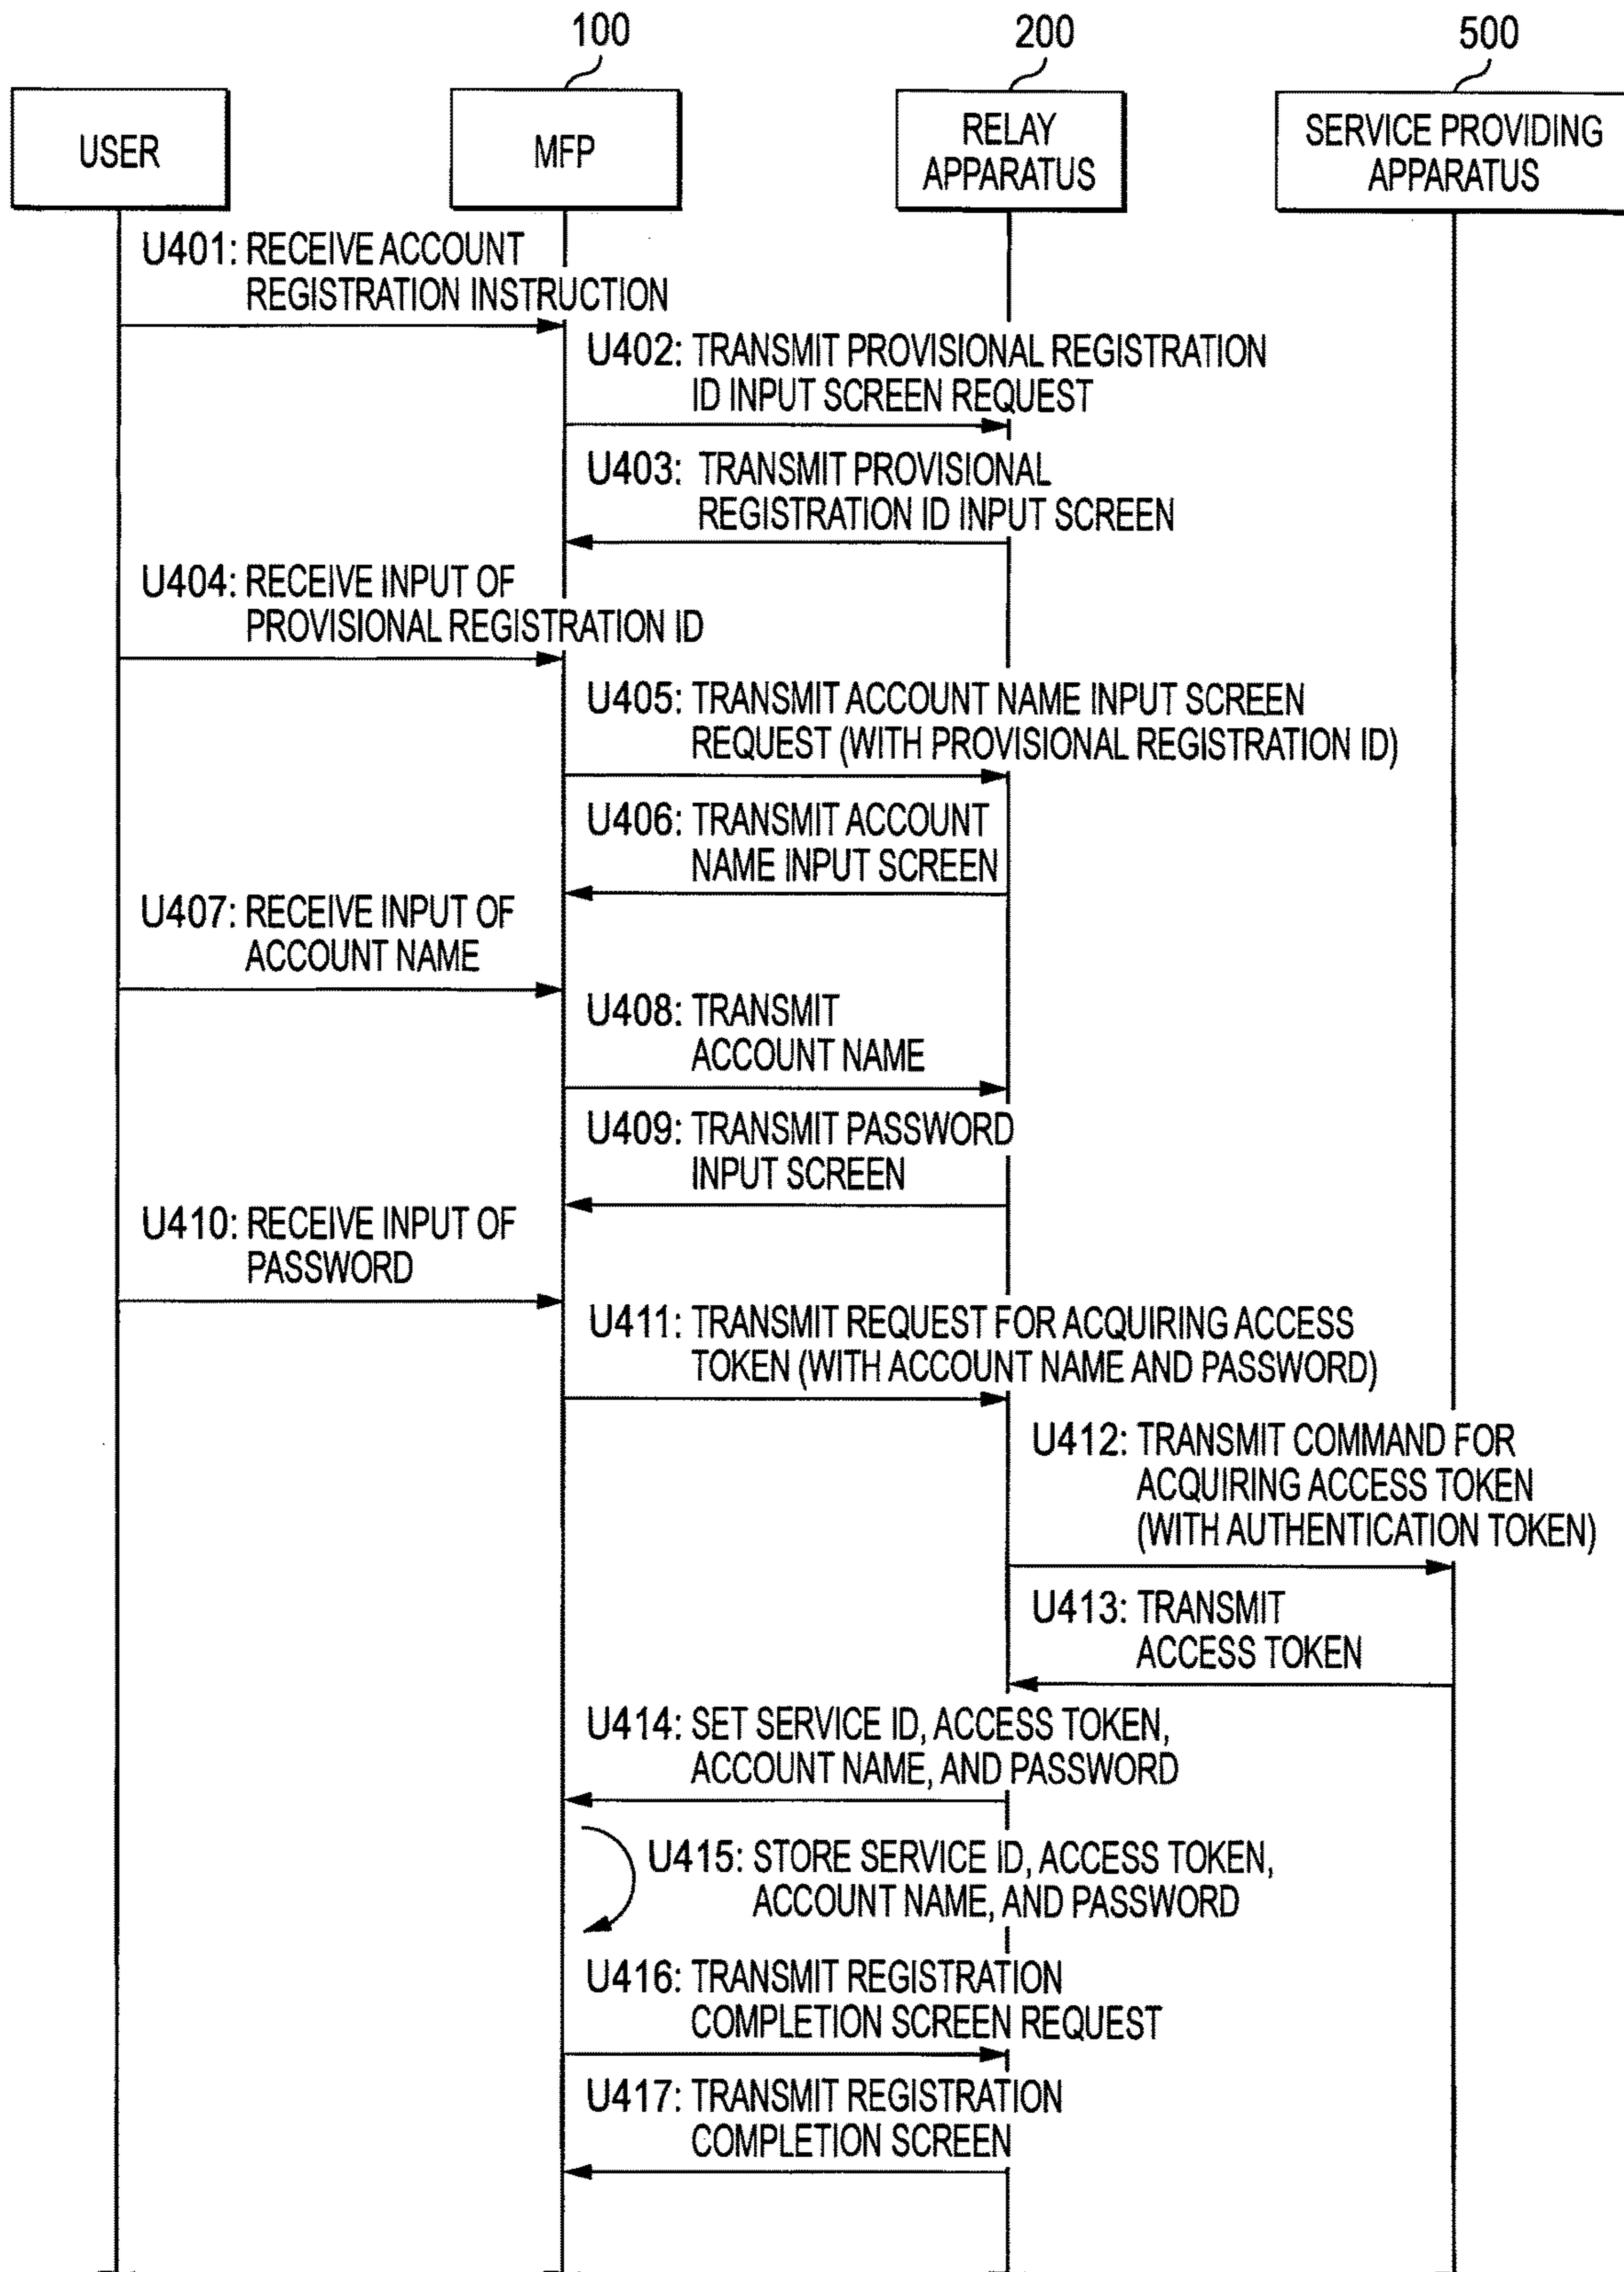 100
200
500
USER
MFP
RELAY
APPARATUS
SERVICE PROVIDING
APPARATUS
U401: RECEIVE ACCOUNT
REGISTRATION INSTRUCTION
U402: TRANSMIT PROVISIONAL REGISTRATION
ID INPUT SCREEN REQUEST
U403: TRANSMIT PROVISIONAL
REGISTRATION ID INPUT SCREEN
U404: RECEIVE INPUT OF
PROVISIONAL REGISTRATION ID
U405: TRANSMIT ACCOUNT NAME INPUT SCREEN
REQUEST (WITH PROVISIONAL REGISTRATION ID)
U406: TRANSMIT ACCOUNT
NAME INPUT SCREEN
U407: RECEIVE INPUT OF
ACCOUNT NAME
U408: TRANSMIT
ACCOUNT NAME
U409: TRANSMIT PASSWORD
INPUT SCREEN
U410: RECEIVE INPUT OF
PASSWORD
U411: TRANSMIT REQUEST FOR ACQUIRING ACCESS
TOKEN (WITH ACCOUNT NAME AND PASSWORD)
U412: TRANSMIT COMMAND FOR
ACQUIRING ACCESS TOKEN
(WITH AUTHENTICATION TOKEN)
U413: TRANSMIT
ACCESS TOKEN
U414: SET SERVICE ID, ACCESS TOKEN,
ACCOUNT NAME, AND PASSWORD
U415: STORE SERVICE ID, ACCESS TOKEN,
ACCOUNT NAME, AND PASSWORD
U416: TRANSMIT REGISTRATION
COMPLETION SCREEN REQUEST
U417: TRANSMIT REGISTRATION
COMPLETION SCREEN